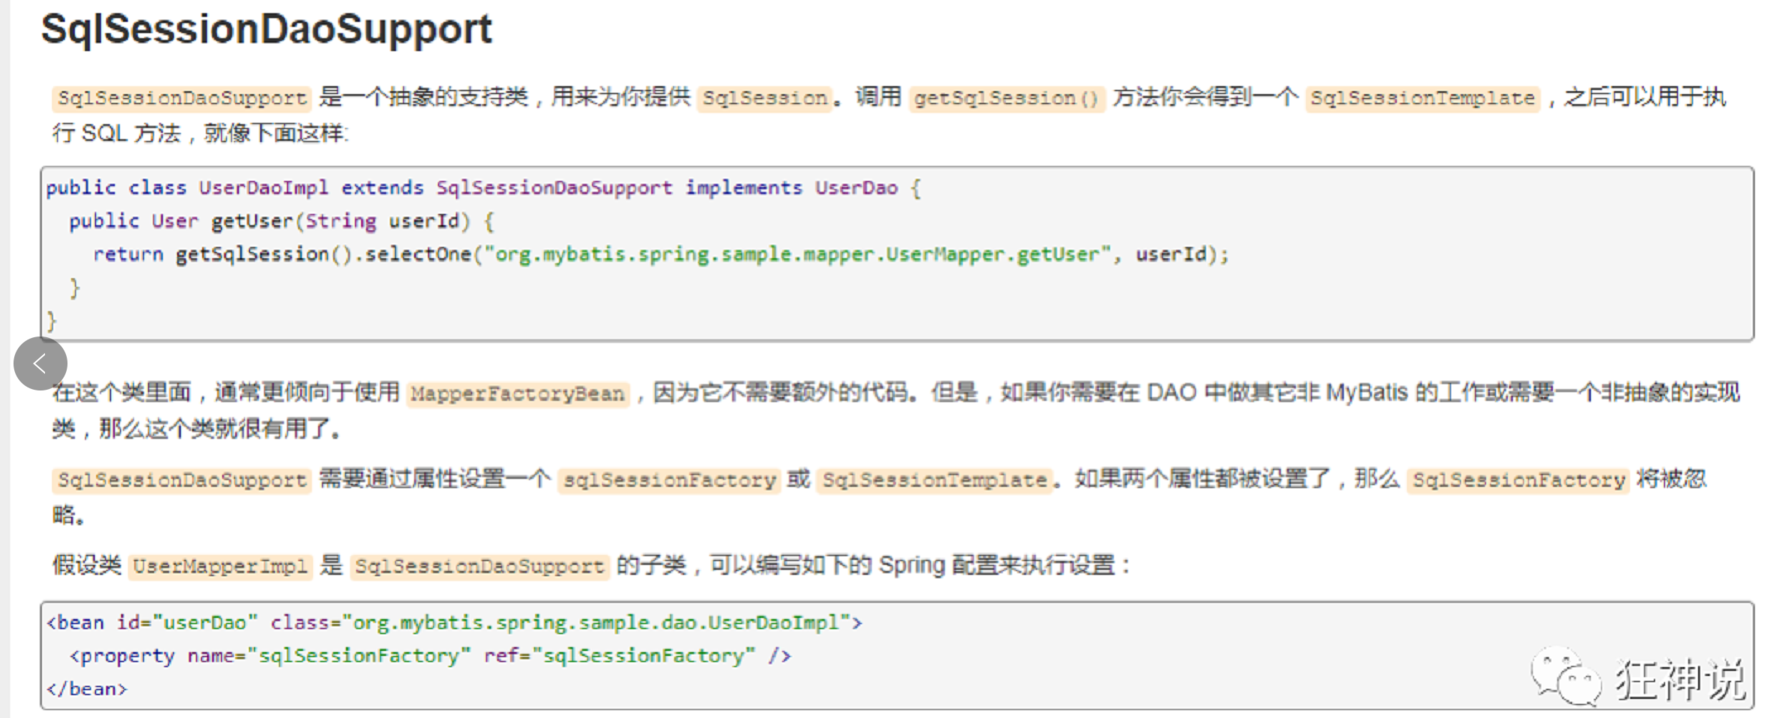 SqlSessionDaoSupport
SqlSessionDaoSupport 是一个抽象的支持类，用来为你提供 SqlSession。调用 getSqlSession() 方法你会得到一个 SqlSessionTemplate，之后可以用于执
行 SQL 方法，就像下面这样:
public class UserDaoImpl extends SqlSessionDaoSupport implements UserDao {
  public User getUser(String userId) {
    return getSqlSession().selectOne("org.mybatis.spring.sample.mapper.UserMapper.getUser", userId);
  }
}
在这个类里面，通常更倾向于使用 MapperFactoryBean，因为它不需要额外的代码。但是，如果你需要在 DAO 中做其它非 MyBatis 的工作或需要一个非抽象的实现
类，那么这个类就很有用了。
SqlSessionDaoSupport 需要通过属性设置一个 sqlSessionFactory 或 SqlSessionTemplate。如果两个属性都被设置了，那么 SqlSessionFactory 将被忽
略。
假设类 UserMapperImpl 是 SqlSessionDaoSupport 的子类，可以编写如下的 Spring 配置来执行设置：
<bean id="userDao" class="org.mybatis.spring.sample.dao.UserDaoImpl">
  <property name="sqlSessionFactory" ref="sqlSessionFactory" />
</bean>
狂神说